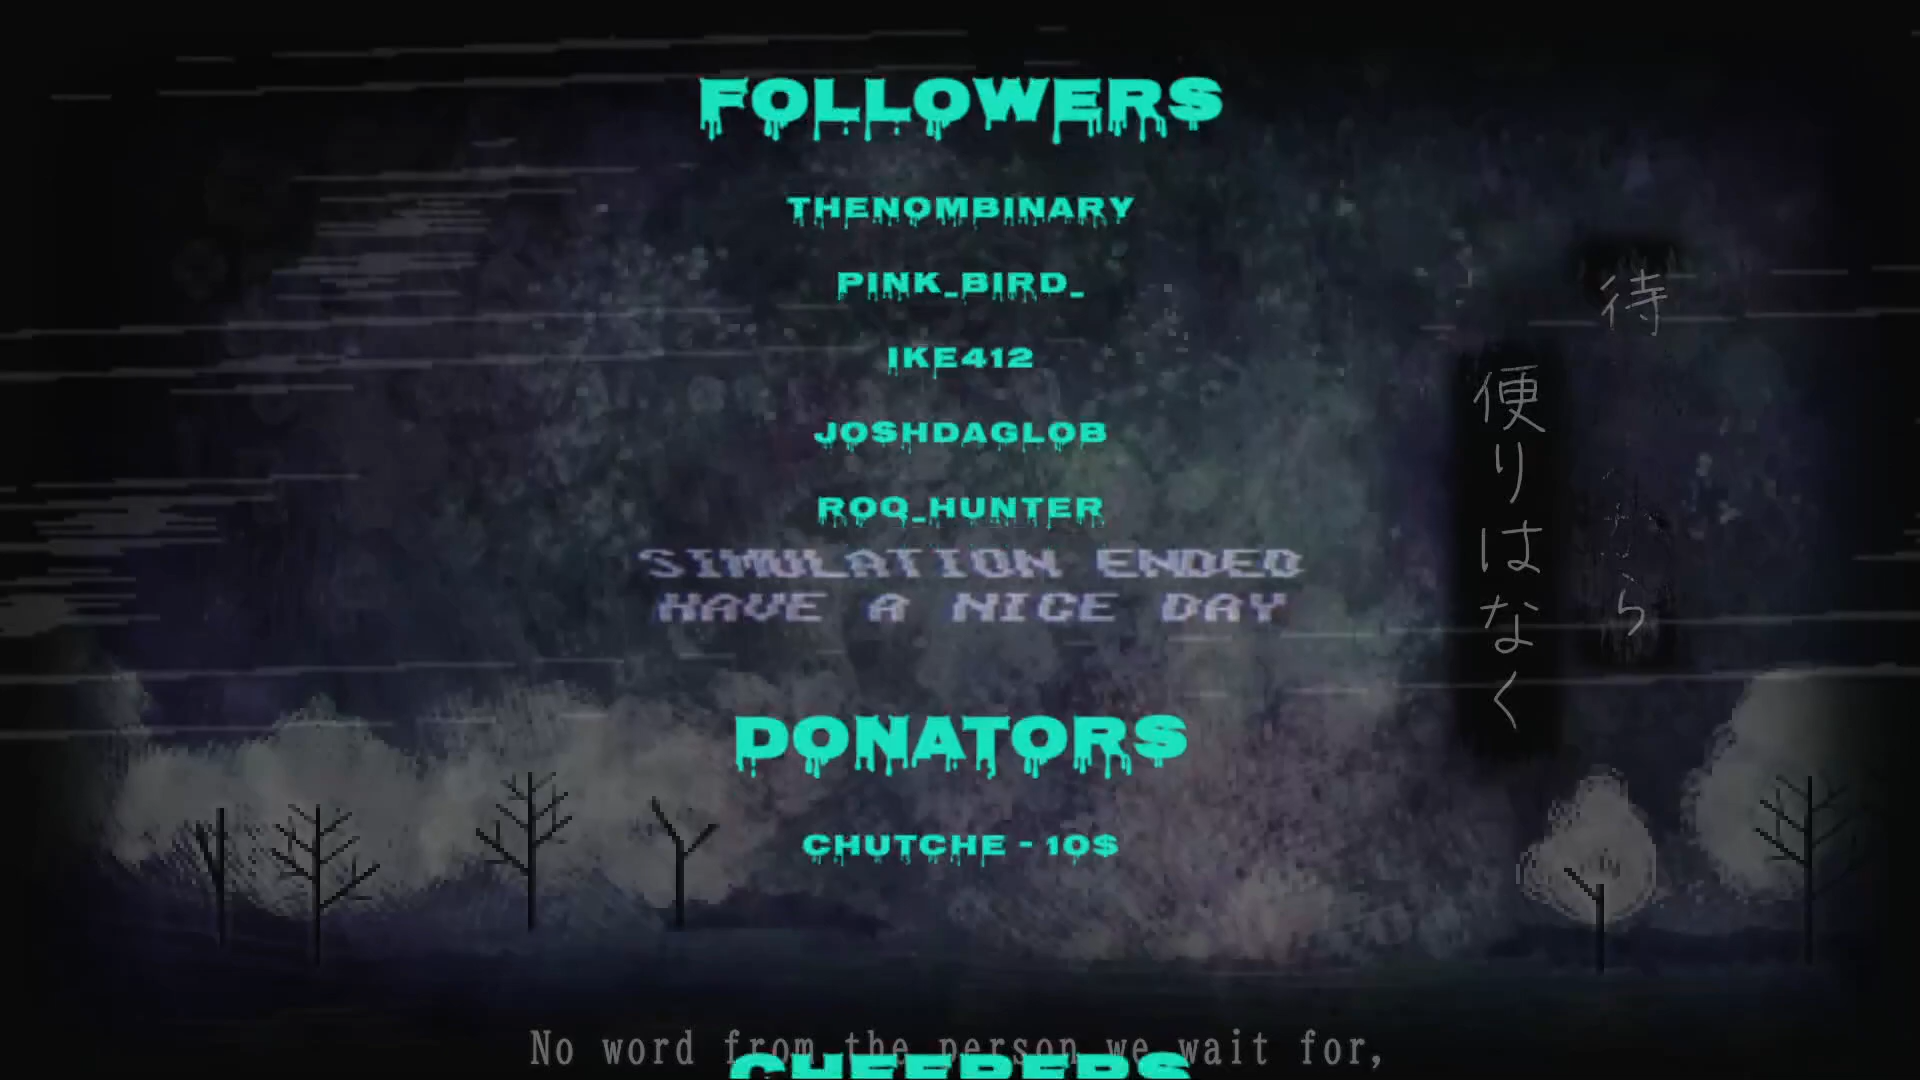 FOLLOWERS
THENOMBINARY
PINK_BIRD_
IKE412
JOSHDAGLOB
ROQ_HUNTER
SIMULATION ENDED
HAVE A NICE DAY
DONATORS
CHUTCHE - 10$
待
ら
便りはなく
No word from the person we wait for,
CHEERERS